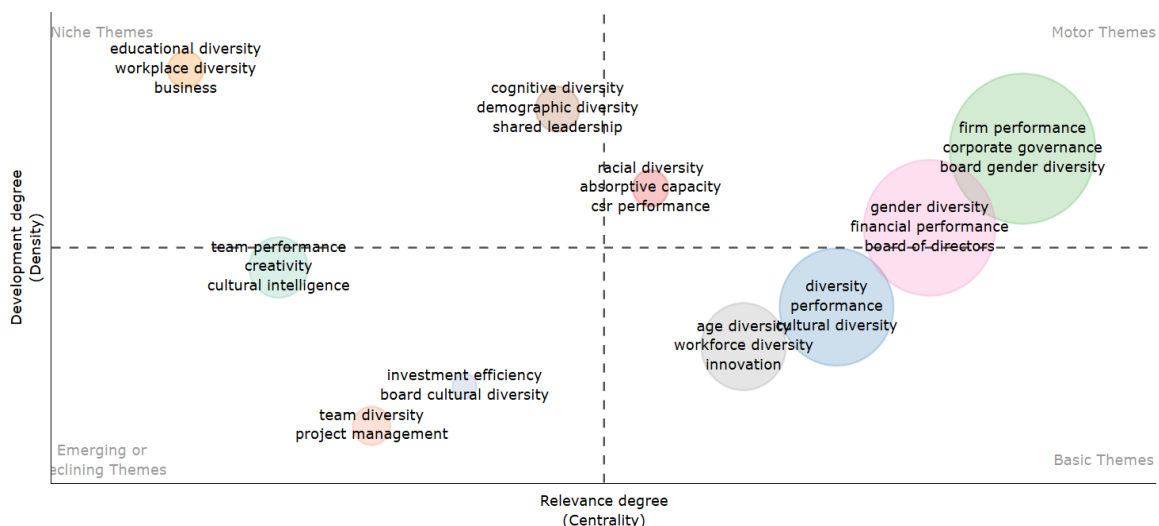 Niche Themes
Motor Themes
educational diversity
workplace diversity
business
cognitive diversity
demographic diversity
shared leadership
firm performance
corporate governance
board gender diversity
racial diversity
absorptive capacity
csr performance
gender diversity
financial performance
board of directors
team performance
creativity
cultural intelligence
diversity
performance
cultural diversity
age diversity
workforce diversity
innovation
investment efficiency
board cultural diversity
team diversity
project management
Emerging or
eclining Themes
Basic Themes
Development degree
(Density)
Relevance degree
(Centrality)